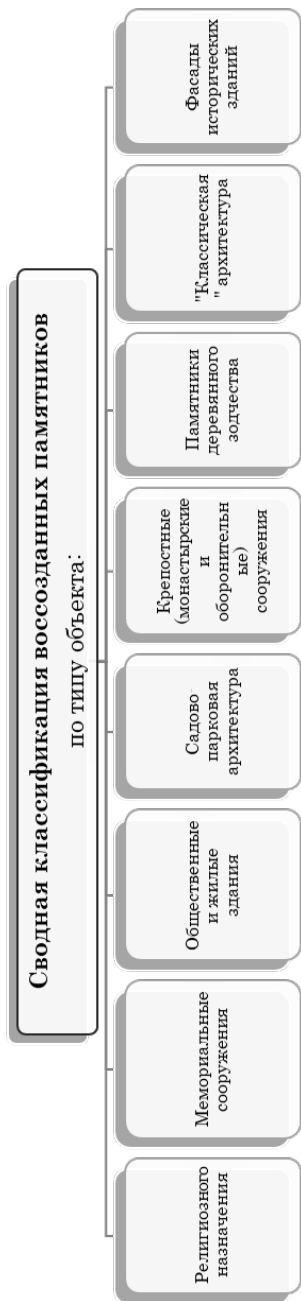 Сводная классификация воссозданных памятников
по типу объекта:
Религиозного
назначения
Мемориальные
сооружения
Общественные
и жилые
здания
Садово
парковая
архитектура
Крепостные
(монастырские
и
оборонительн
ые)
сооружения
Памятники
деревянного
зодчества
"Классическая
" архитектура
Фасады
исторических
зданий